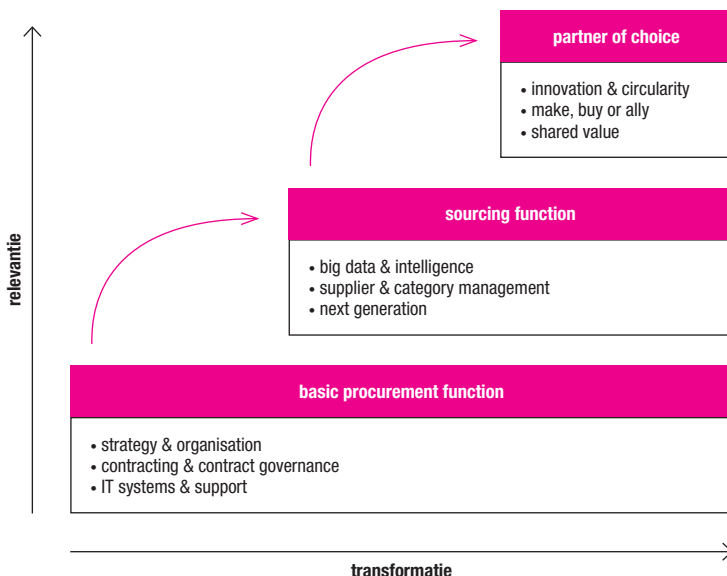 partner of choice
• innovation & circularity
• make, buy or ally
• shared value
sourcing function
• big data & intelligence
• supplier & category management
• next generation
relevantie
basic procurement function
• strategy & organisation
• contracting & contract governance
• IT systems & support
transformatie